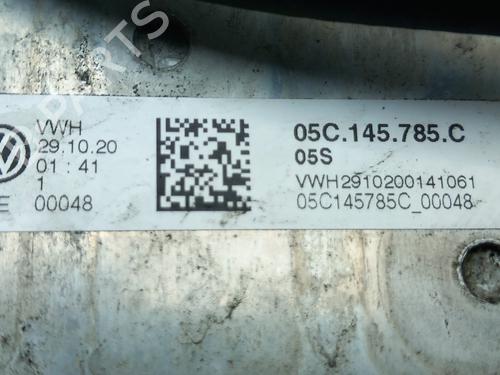 VWH
29.10.20
01 : 41
1
E 00048
05C.145.785.C
05S
VWH2910200141061
05C145785C_00048
PARTS